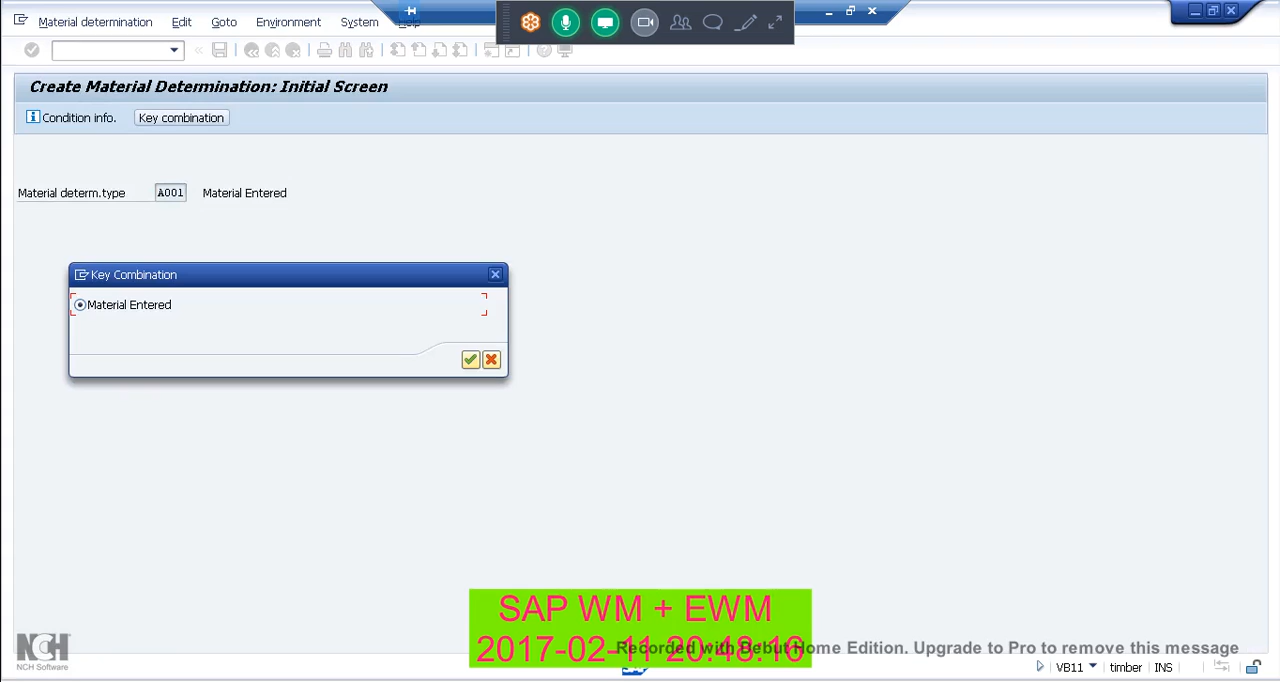 Material determination Edit Goto Environment System Help
Create Material Determination: Initial Screen
Condition info. Key combination
Material determ.type A001 Material Entered
Key Combination
Material Entered
SAP WM + EWM
2017-02-11 20:48:16
Recorded with Debut Home Edition. Upgrade to Pro to remove this message
NCH
NCH Software
SAP
VB11 timber INS